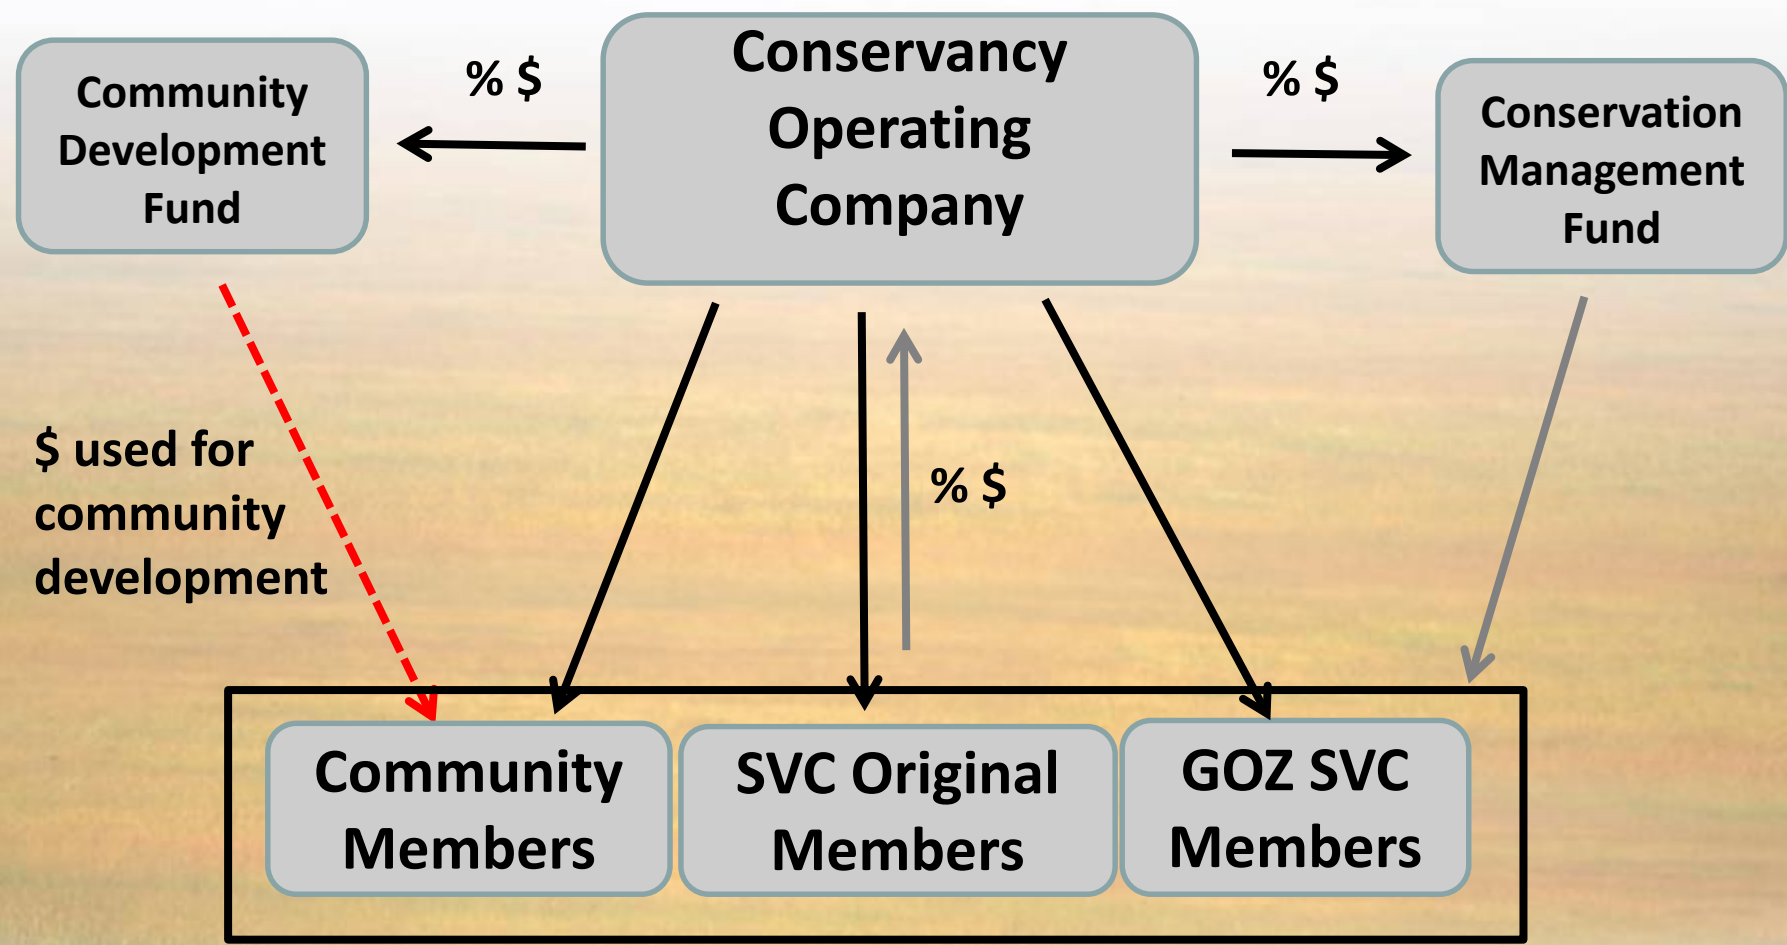 Community
Development
Fund
% $
Conservancy
Operating
Company
% $
Conservation
Management
Fund
$ used for
community
development
% $
Community
Members
SVC Original
Members
GOZ SVC
Members